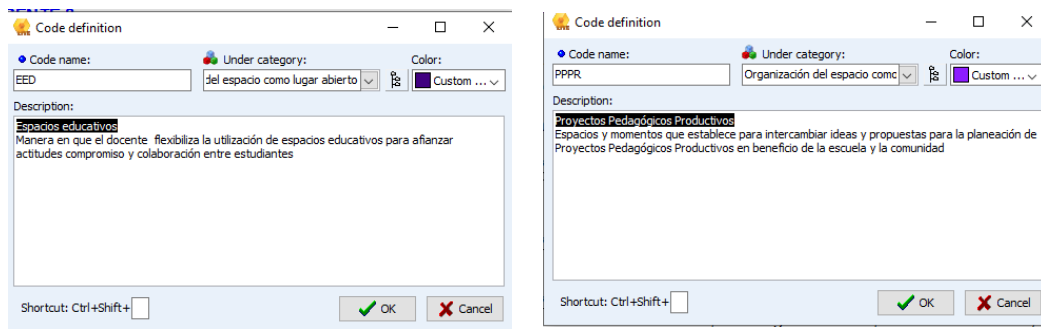 Code definition
Code name:
Under category:
Color:
EED
del espacio como lugar abierto
Custom ...
Description:
Espacios educativos
Manera en que el docente flexibiliza la utilización de espacios educativos para afianzar
actitudes compromiso y colaboración entre estudiantes
Shortcut: Ctrl+Shift+
OK
Cancel
Code definition
Code name:
Under category:
Color:
PPPR
Organización del espacio comc
Custom ...
Description:
Proyectos Pedagógicos Productivos
Espacios y momentos que establece para intercambiar ideas y propuestas para la planeación de
Proyectos Pedagógicos Productivos en beneficio de la escuela y la comunidad
Shortcut: Ctrl+Shift+
OK
Cancel